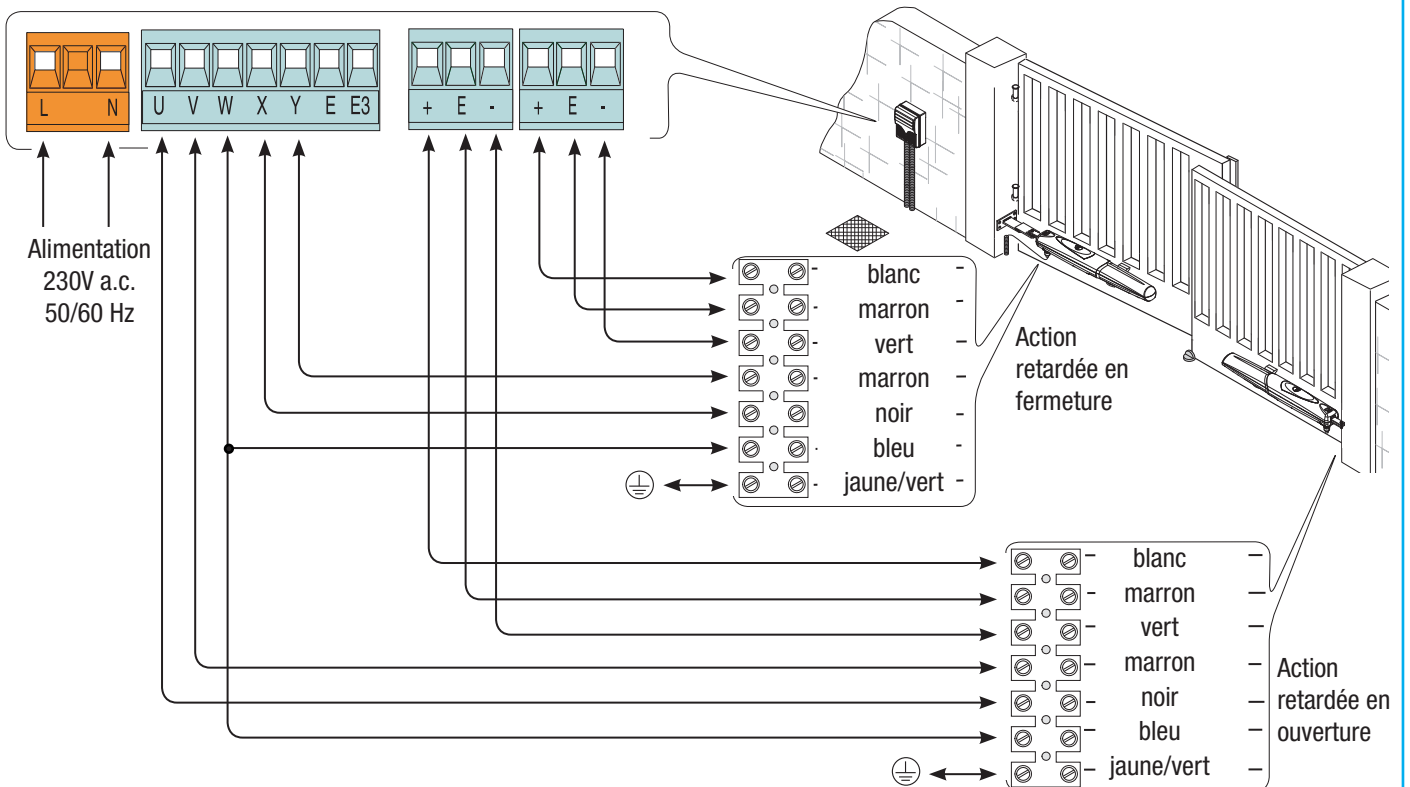 L N
U V W X Y E E3
+ E -
+ E -
Alimentation
230V a.c.
50/60 Hz
blanc
marron
vert
marron
noir
bleu
jaune/vert
Action
retardée en
fermeture
blanc
marron
vert
marron
noir
bleu
jaune/vert
Action
retardée en
ouverture